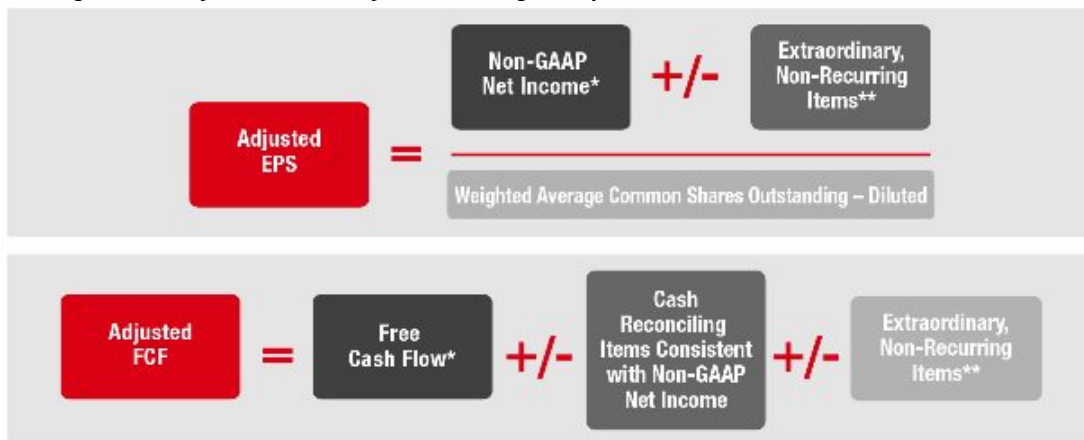 Non-GAAP
Net Income*
+/-
Extraordinary,
Non-Recurring
Items**
Adjusted
EPS
=
Weighted Average Common Shares Outstanding – Diluted
Adjusted
FCF
=
Free
Cash Flow*
+/-
Cash
Reconciling
Items Consistent
with Non-GAAP
Net Income
+/-
Extraordinary,
Non-Recurring
Items**